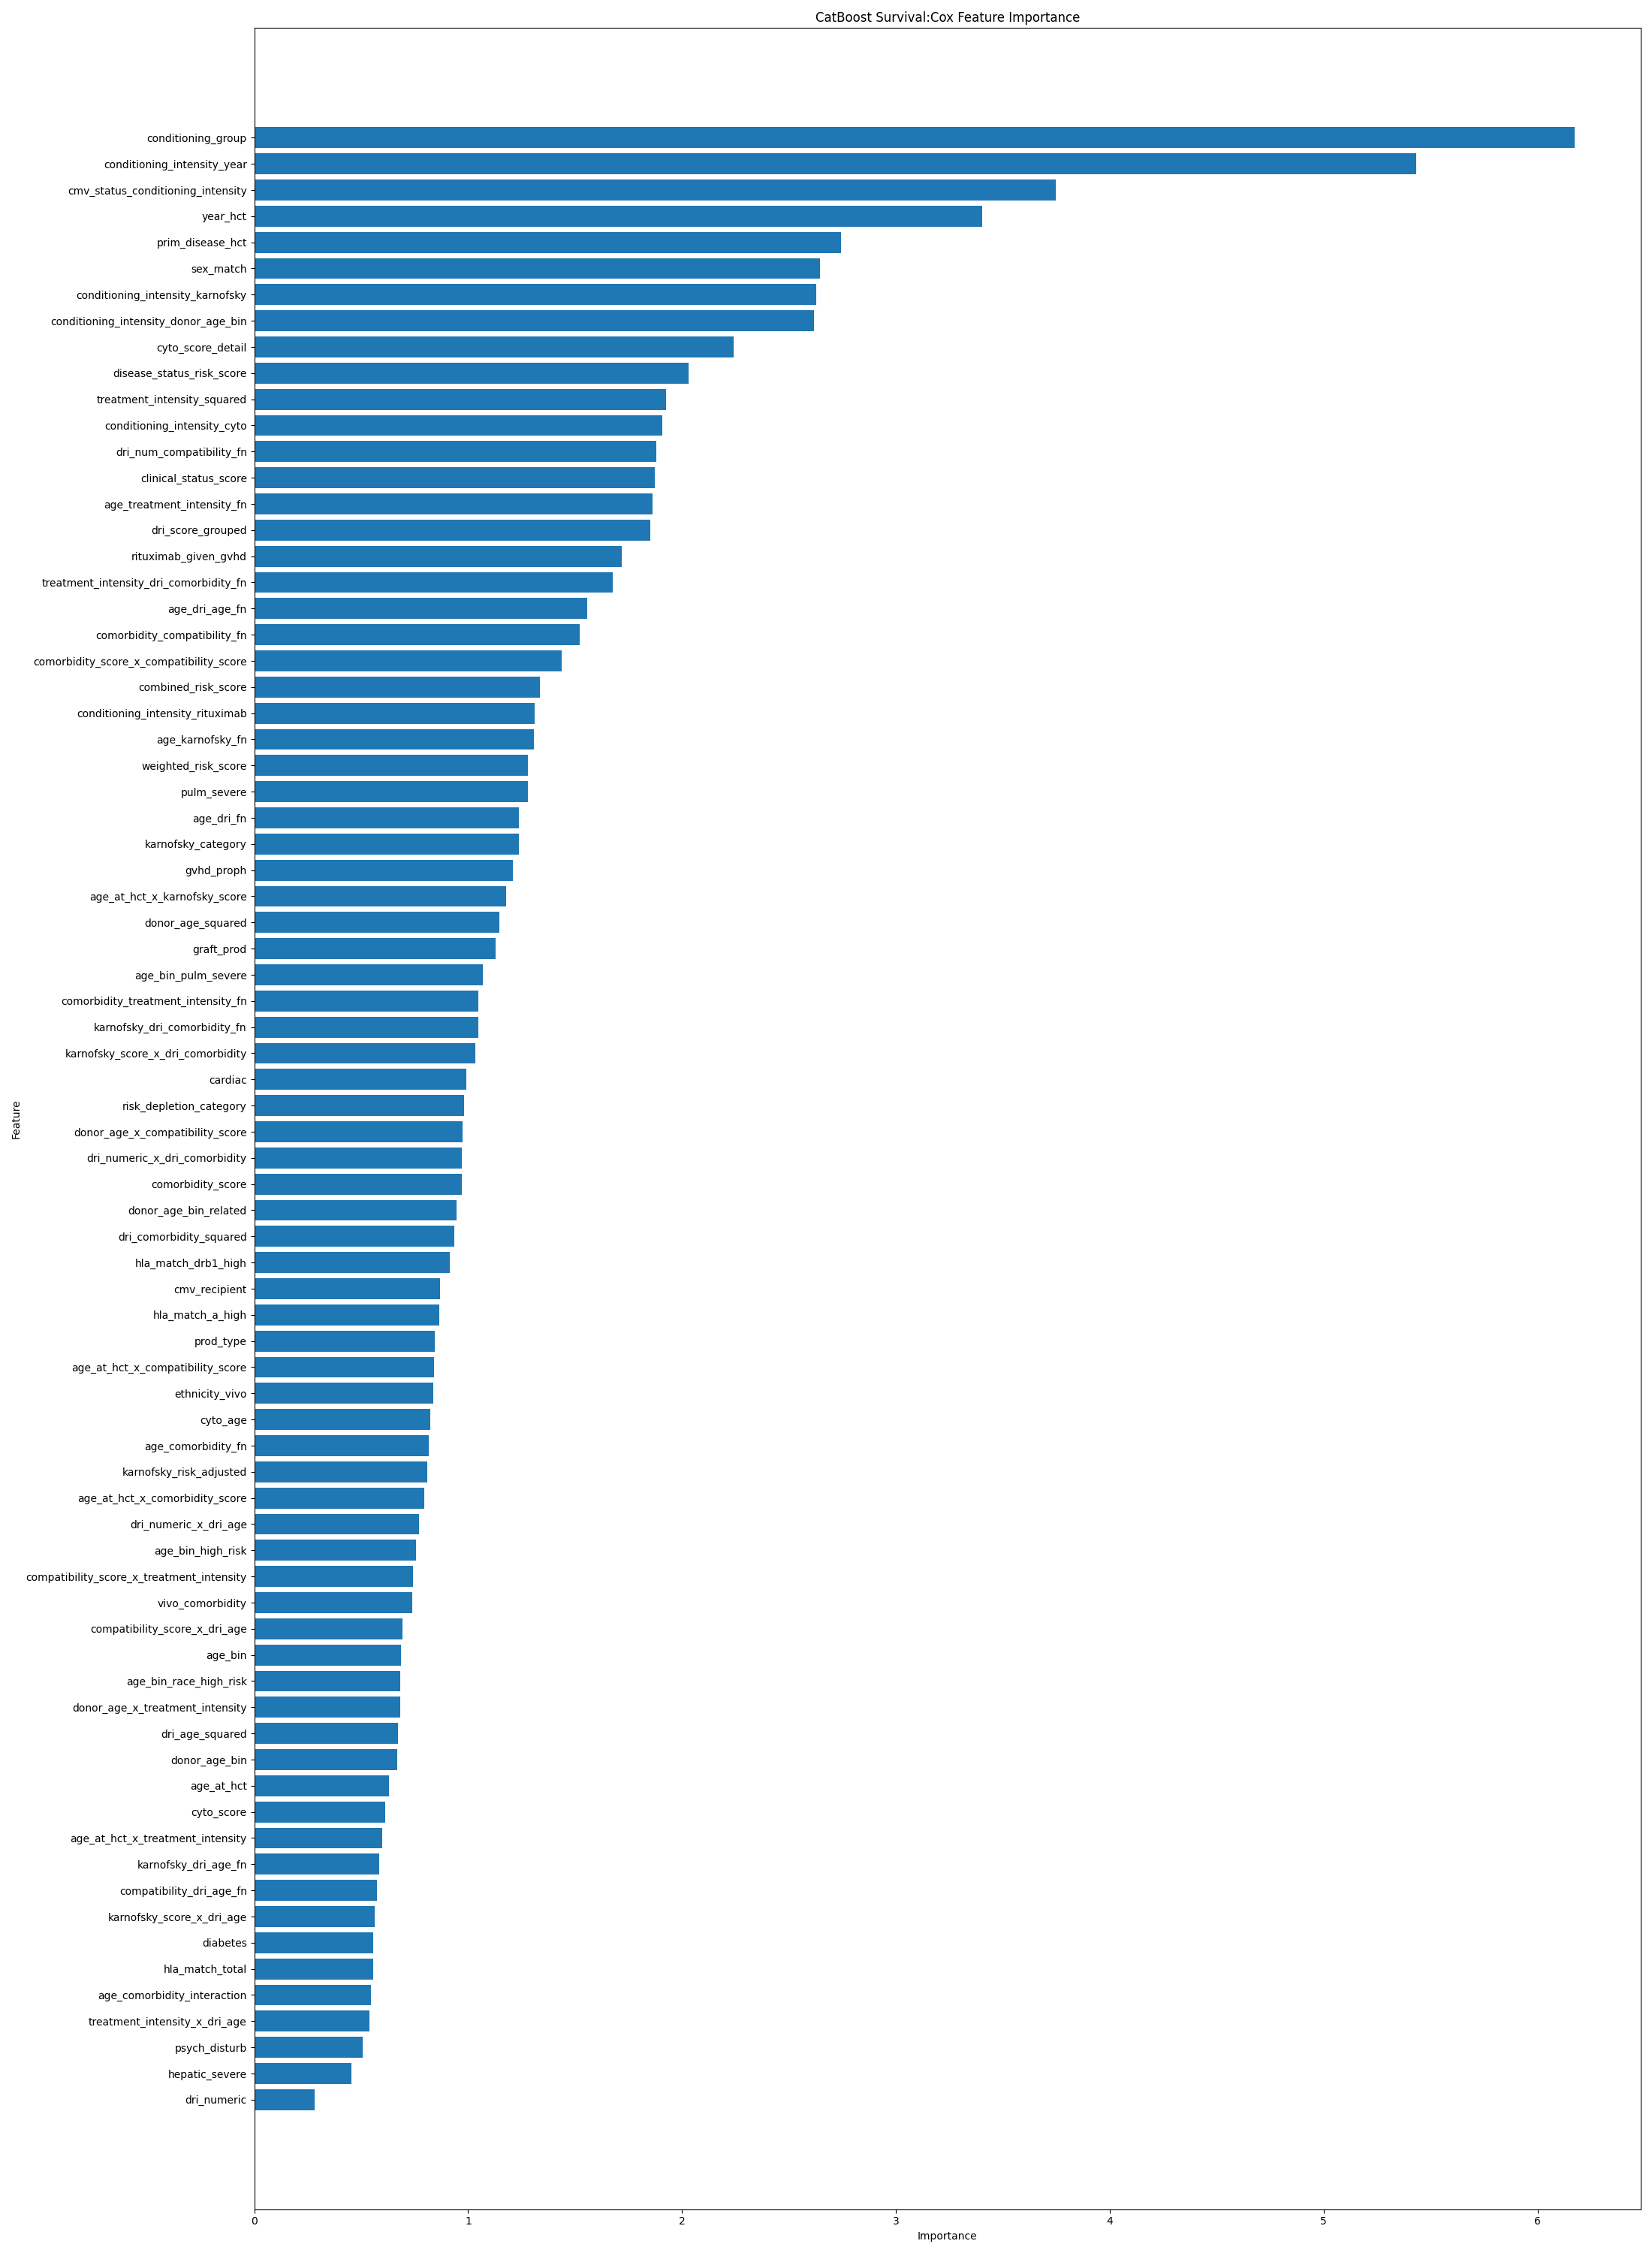 CatBoost Survival:Cox Feature Importance
conditioning_group
conditioning_intensity_year
cmv_status_conditioning_intensity
year_hct
prim_disease_hct
sex_match
conditioning_intensity_karnofsky
conditioning_intensity_donor_age_bin
cyto_score_detail
disease_status_risk_score
treatment_intensity_squared
conditioning_intensity_cyto
dri_num_compatibility_fn
clinical_status_score
age_treatment_intensity_fn
dri_score_grouped
rituximab_given_gvhd
treatment_intensity_dri_comorbidity_fn
age_dri_age_fn
comorbidity_compatibility_fn
comorbidity_score_x_compatibility_score
combined_risk_score
conditioning_intensity_rituximab
age_karnofsky_fn
weighted_risk_score
pulm_severe
age_dri_fn
karnofsky_category
gvhd_proph
age_at_hct_x_karnofsky_score
donor_age_squared
graft_prod
age_bin_pulm_severe
comorbidity_treatment_intensity_fn
karnofsky_dri_comorbidity_fn
karnofsky_score_x_dri_comorbidity
cardiac
risk_depletion_category
donor_age_x_compatibility_score
dri_numeric_x_dri_comorbidity
comorbidity_score
donor_age_bin_related
dri_comorbidity_squared
hla_match_drb1_high
cmv_recipient
hla_match_a_high
prod_type
age_at_hct_x_compatibility_score
ethnicity_vivo
cyto_age
age_comorbidity_fn
karnofsky_risk_adjusted
age_at_hct_x_comorbidity_score
dri_numeric_x_dri_age
age_bin_high_risk
compatibility_score_x_treatment_intensity
vivo_comorbidity
compatibility_score_x_dri_age
age_bin
age_bin_race_high_risk
donor_age_x_treatment_intensity
dri_age_squared
donor_age_bin
age_at_hct
cyto_score
age_at_hct_x_treatment_intensity
karnofsky_dri_age_fn
compatibility_dri_age_fn
karnofsky_score_x_dri_age
diabetes
hla_match_total
age_comorbidity_interaction
treatment_intensity_x_dri_age
psych_disturb
hepatic_severe
dri_numeric
Feature
0 1 2 3 4 5 6
Importance